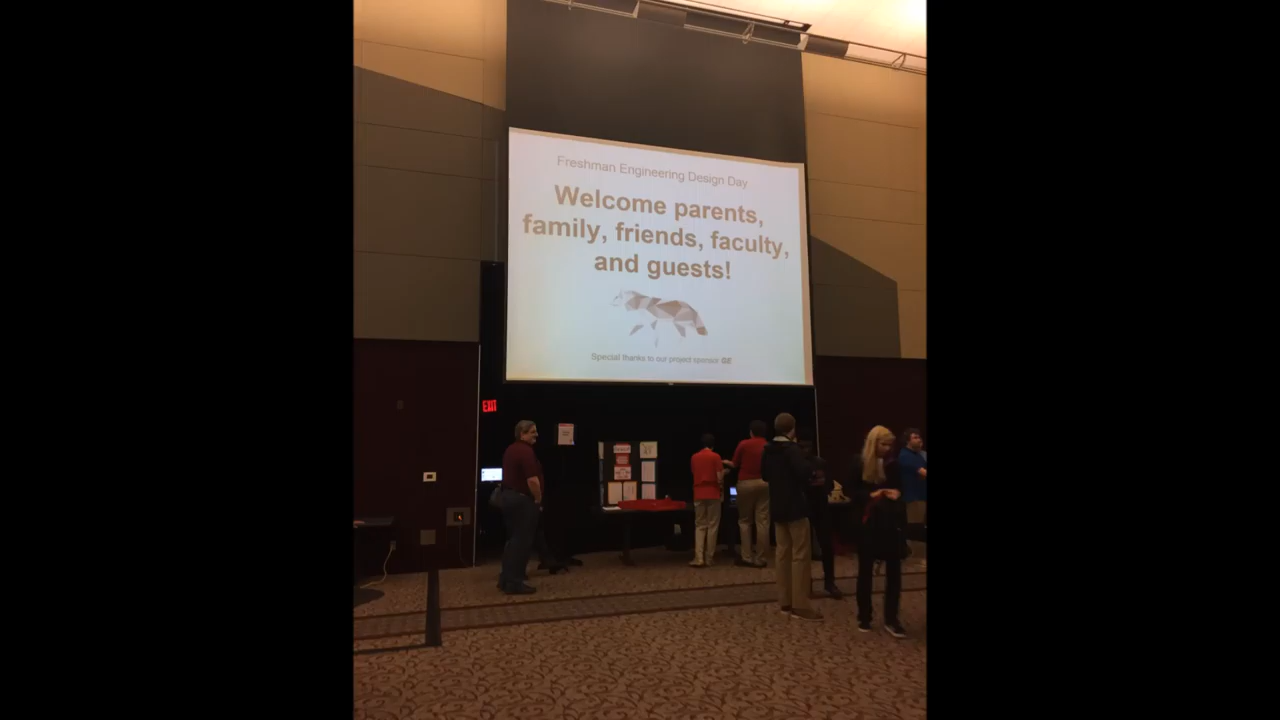 Freshman Engineering Design Day
Welcome parents,
family, friends, faculty,
and guests!
Special thanks to our project sponsor GE
EXIT